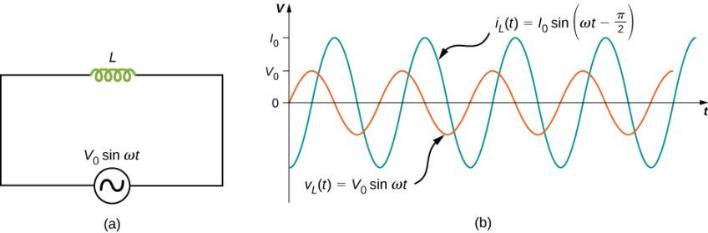 L
V₀ sin ωt
(a)
V
I₀
V₀
0
t
i_L(t) = I₀ sin (ωt − π/2)
v_L(t) = V₀ sin ωt
(b)